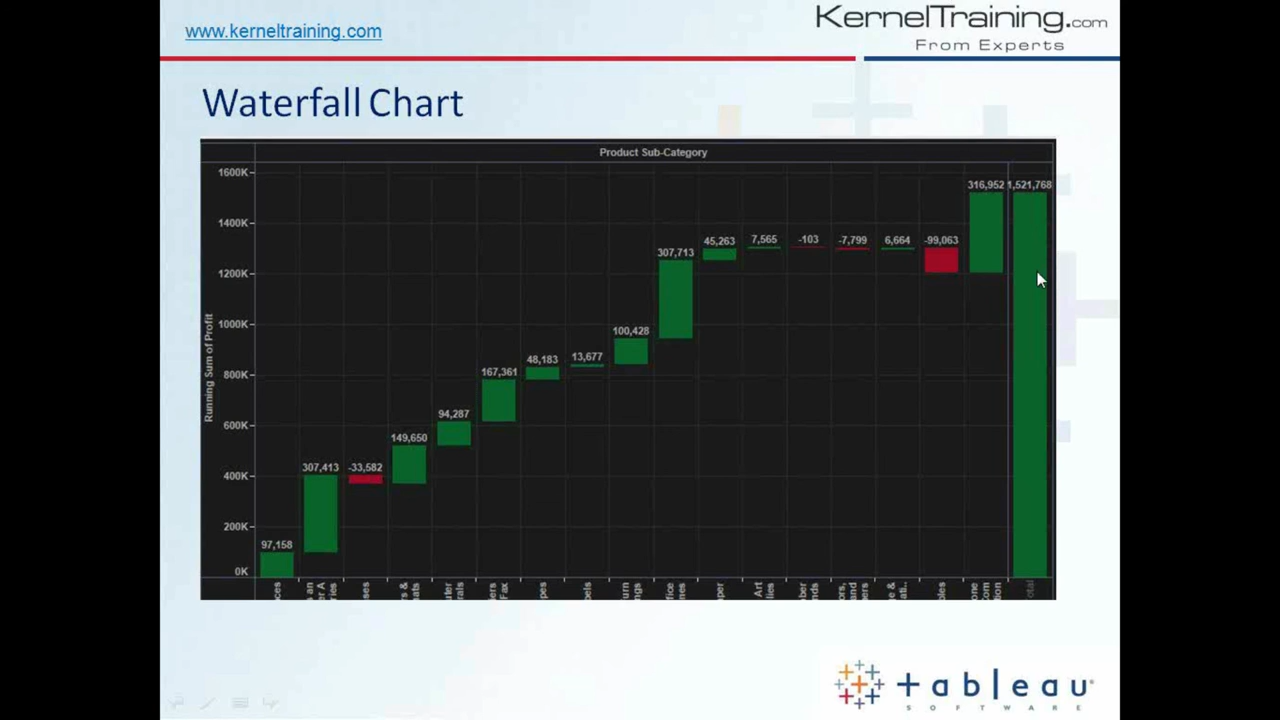 www.kerneltraining.com
KernelTraining.com
From Experts
Waterfall Chart
Product Sub-Category
1600K
1400K
1200K
1000K
800K
600K
400K
200K
0K
Running Sum of Profit
97,158
307,413
-33,582
149,650
94,287
167,361
48,183
13,677
100,428
307,713
45,263
7,565
-103
-7,799
6,664
-99,063
316,952
1,521,768
Art
+ableau
SOFTWARE